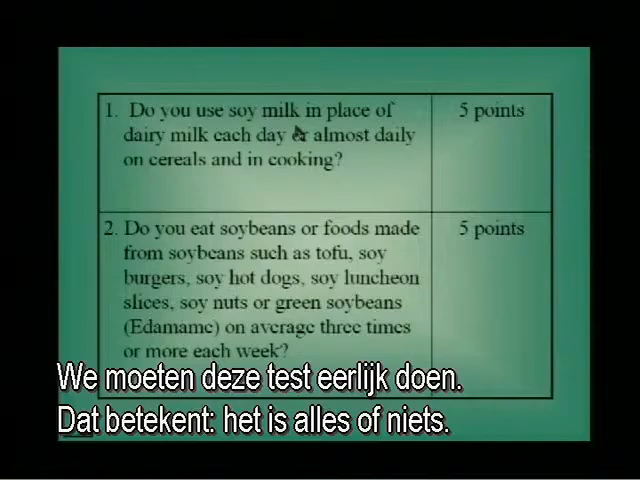 1. Do you use soy milk in place of
dairy milk each day or almost daily
on cereals and in cooking?
5 points
2. Do you eat soybeans or foods made
from soybeans such as tofu, soy
burgers, soy hot dogs, soy luncheon
slices, soy nuts or green soybeans
(Edamame) on average three times
or more each week?
5 points
We moeten deze test eerlijk doen.
Dat betekent: het is alles of niets.